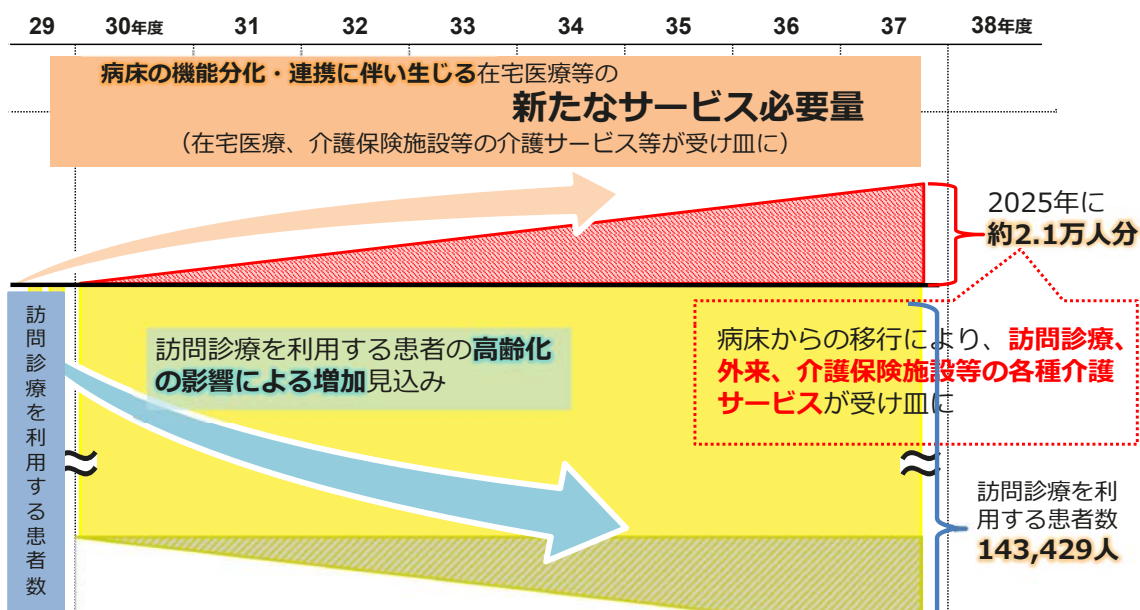 29 30年度 31 32 33 34 35 36 37 38年度
病床の機能分化・連携に伴い生じる在宅医療等の
新たなサービス必要量
（在宅医療、介護保険施設等の介護サービス等が受け皿に）
2025年に
約2.1万人分
訪問診療を利用する患者数
訪問診療を利用する患者の高齢化
の影響による増加見込み
病床からの移行により、訪問診療、
外来、介護保険施設等の各種介護
サービスが受け皿に
訪問診療を利
用する患者数
143,429人